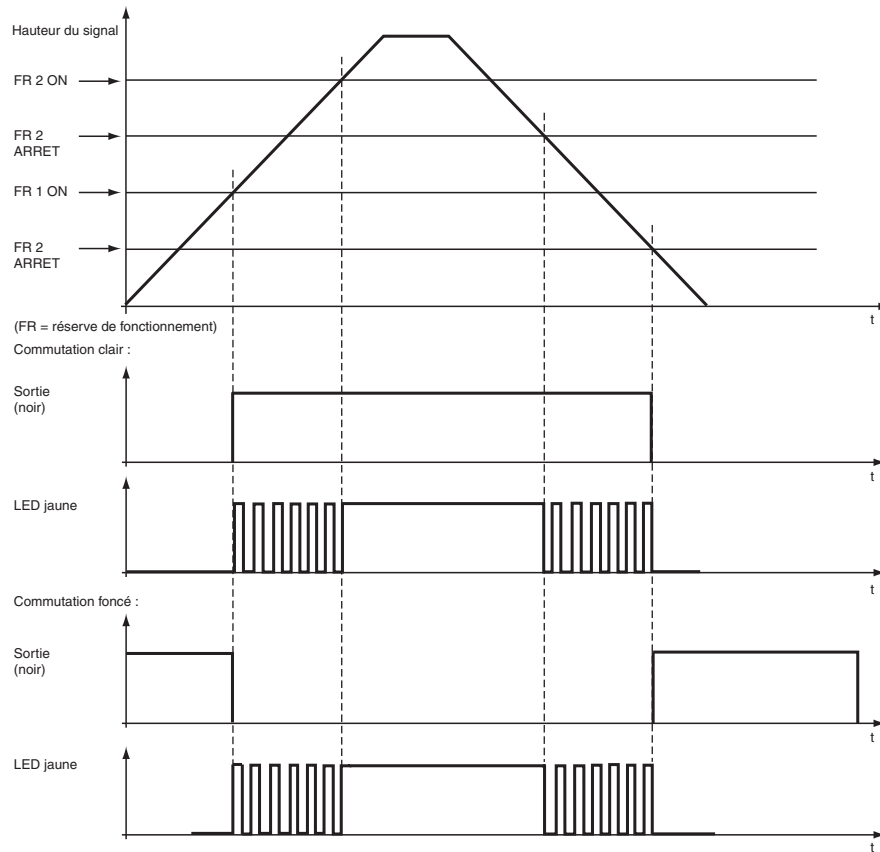 Hauteur du signal
FR 2 ON
FR 2
ARRET
FR 1 ON
FR 2
ARRET
t
(FR = réserve de fonctionnement)
Commutation clair :
Sortie
(noir)
t
LED jaune
t
Commutation foncé :
Sortie
(noir)
t
LED jaune
t